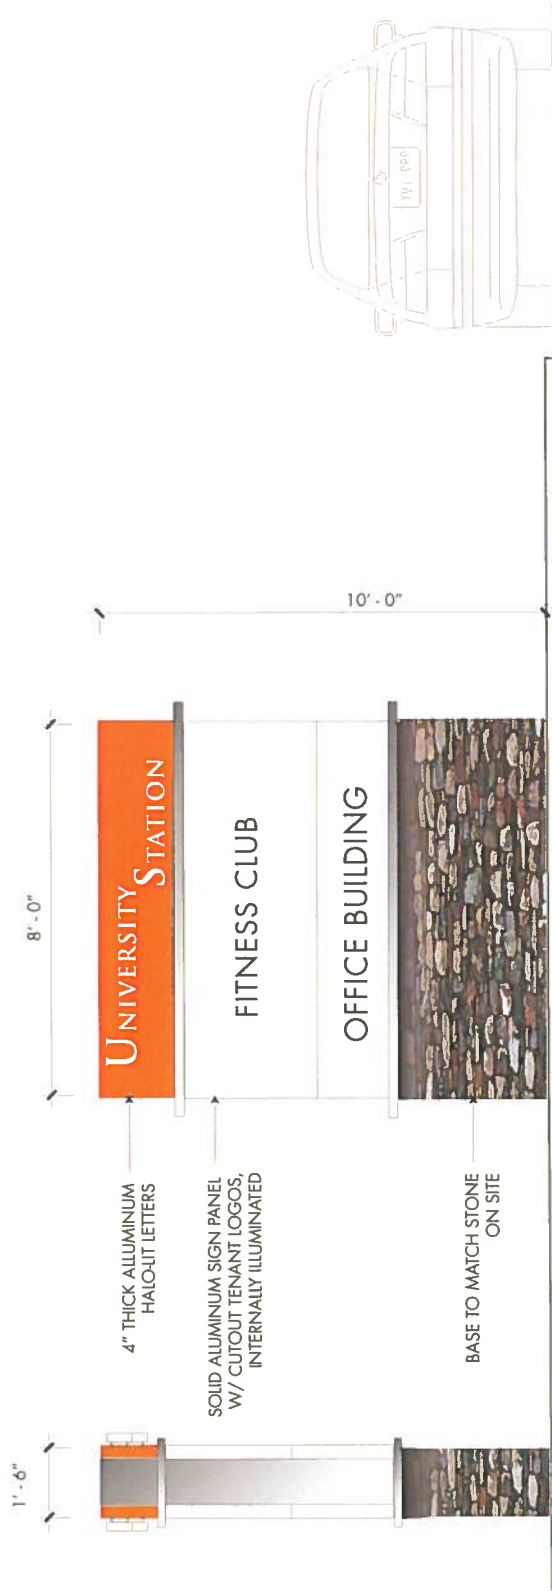 1' - 6"
8' - 0"
10' - 0"
4" THICK ALLUMINUM
HALO-LIT LETTERS
SOLID ALUMINUM SIGN PANEL
W/ CUTOUT TENANT LOGOS,
INTERNALLY ILLUMINATED
BASE TO MATCH STONE
ON SITE
UNIVERSITY
STATION
FITNESS CLUB
OFFICE BUILDING